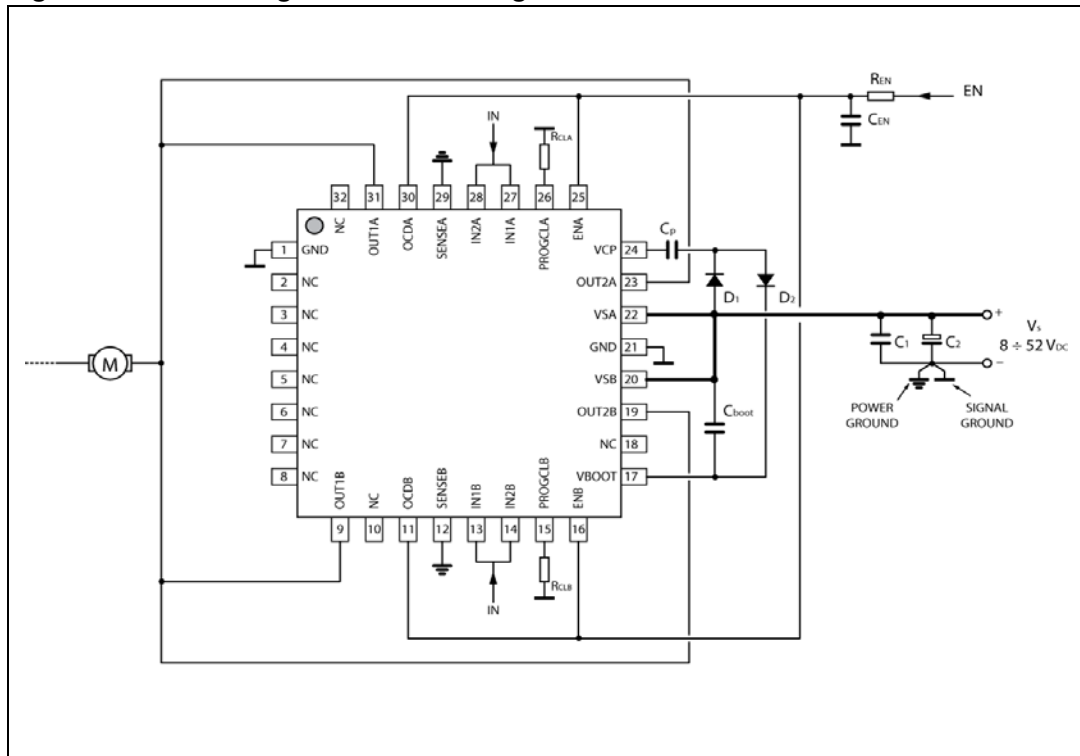 REN
EN
CEN
IN
RCLA
32
31
30
29
28
27
26
25
NC
OUT1A
OCDA
SENSEA
IN2A
IN1A
PROGCLA
ENA
1
GND
2
NC
3
NC
4
NC
5
NC
6
NC
7
NC
8
NC
VCP
24
OUT2A
23
VSA
22
GND
21
VSB
20
OUT2B
19
NC
18
VBOOT
17
CP
D1
D2
Cboot
C1
C2
+
Vs
8 ÷ 52 VDC
−
POWER
GROUND
SIGNAL
GROUND
M
OUT1B
NC
OCDB
SENSEB
IN1B
IN2B
PROGCLB
ENB
9
10
11
12
13
14
15
16
RCLB
IN